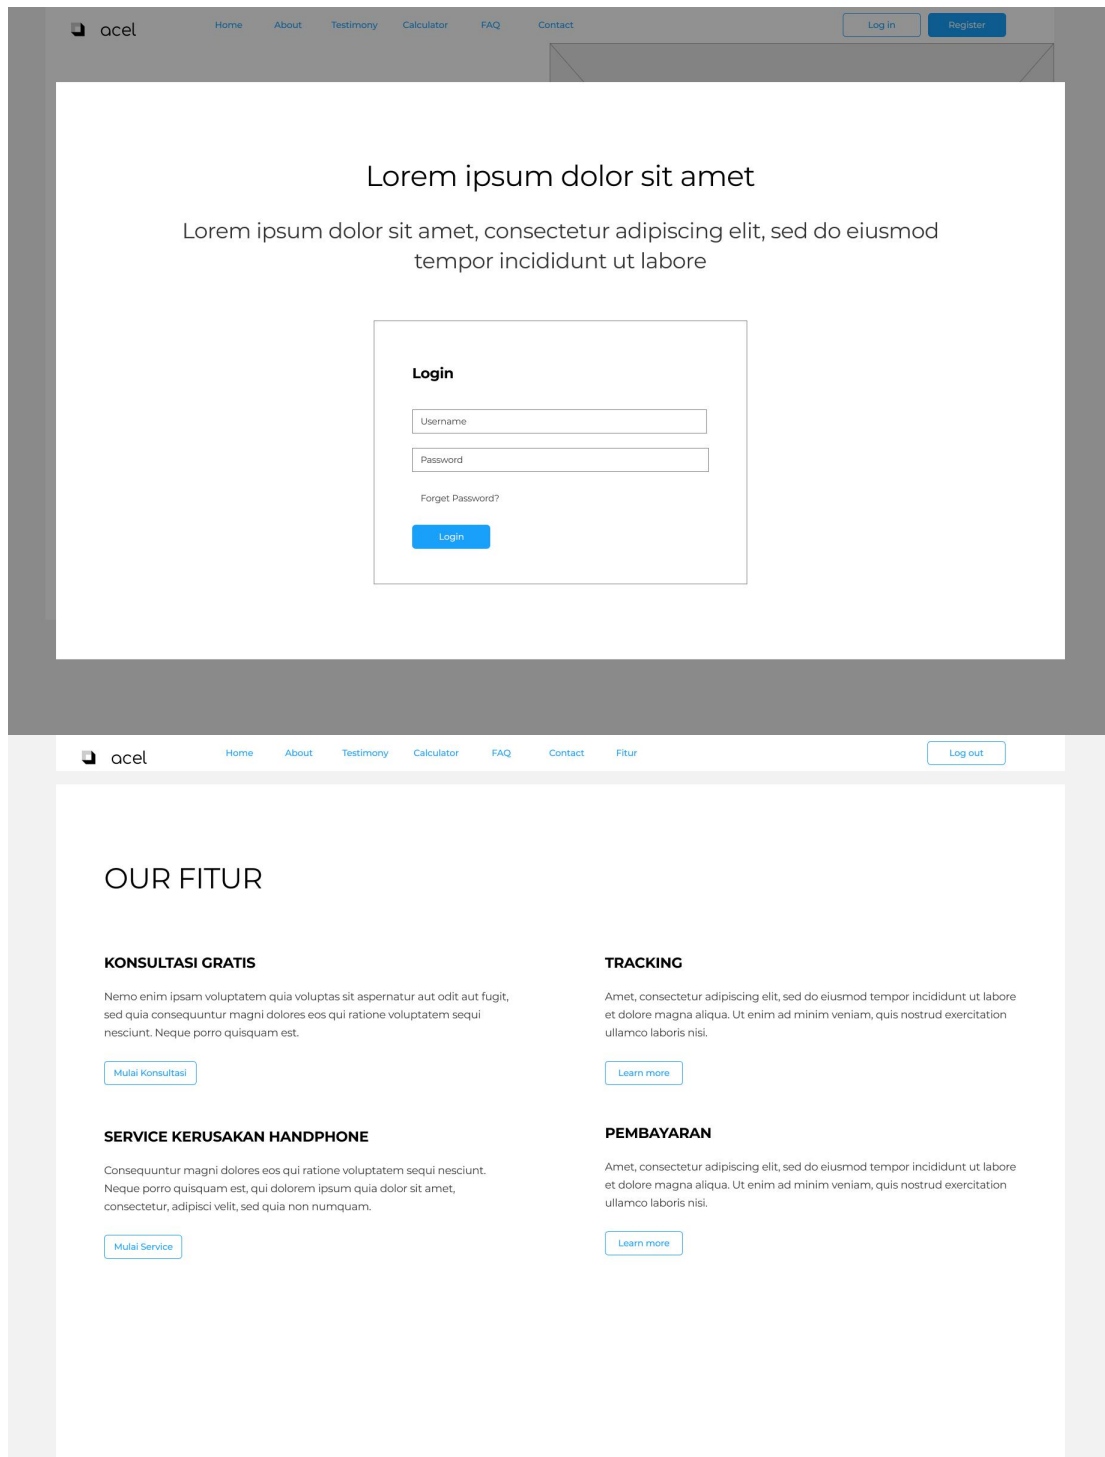 acel Home About Testimony Calculator FAQ Contact Log in Register
Lorem ipsum dolor sit amet
Lorem ipsum dolor sit amet, consectetur adipiscing elit, sed do eiusmod
tempor incididunt ut labore
Login
Username
Password
Forget Password?
Login
acel Home About Testimony Calculator FAQ Contact Fitur Log out
OUR FITUR
KONSULTASI GRATIS
Nemo enim ipsam voluptatem quia voluptas sit aspernatur aut odit aut fugit,
sed quia consequuntur magni dolores eos qui ratione voluptatem sequi
nesciunt. Neque porro quisquam est.
Mulai Konsultasi
TRACKING
Amet, consectetur adipiscing elit, sed do eiusmod tempor incididunt ut labore
et dolore magna aliqua. Ut enim ad minim veniam, quis nostrud exercitation
ullamco laboris nisi.
Learn more
SERVICE KERUSAKAN HANDPHONE
Consequuntur magni dolores eos qui ratione voluptatem sequi nesciunt.
Neque porro quisquam est, qui dolorem ipsum quia dolor sit amet,
consectetur, adipisci velit, sed quia non numquam.
Mulai Service
PEMBAYARAN
Amet, consectetur adipiscing elit, sed do eiusmod tempor incididunt ut labore
et dolore magna aliqua. Ut enim ad minim veniam, quis nostrud exercitation
ullamco laboris nisi.
Learn more